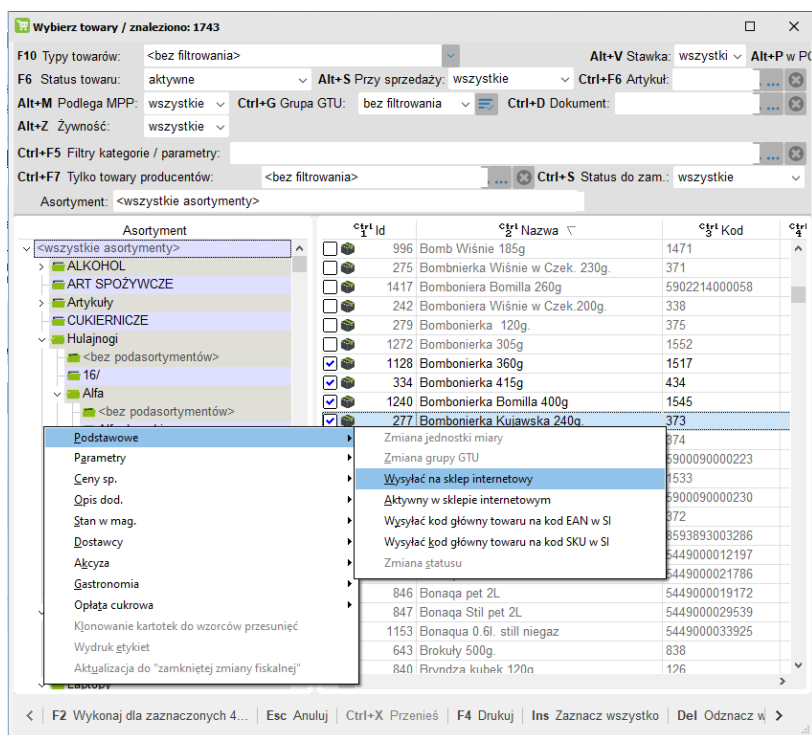 Wybierz towary / znaleziono: 1743
F10 Typy towarów: <bez filtrowania> Alt+V Stawka: wszystki Alt+P w PC
F6 Status towaru: aktywne Alt+S Przy sprzedaży: wszystkie Ctrl+F6 Artykuł: ...
Alt+M Podlega MPP: wszystkie Ctrl+G Grupa GTU: bez filtrowania Ctrl+D Dokument: ...
Alt+Z Żywność: wszystkie
Ctrl+F5 Filtry kategorie / parametry: ...
Ctrl+F7 Tylko towary producentów: <bez filtrowania> ... Ctrl+S Status do zam.: wszystkie
Asortyment: <wszystkie asortymenty>
Asortyment
<wszystkie asortymenty>
ALKOHOL
ART SPOŻYWCZE
Artykuły
CUKIERNICZE
Hulajnogi
<bez podasortymentów>
16/
Alfa
<bez podasortymentów>
Laptopy
Ctrl 1 Id Ctrl 2 Nazwa Ctrl 3 Kod Ctrl 4
996 Bomb Wiśnie 185g 1471
275 Bombnierka Wiśnie w Czek. 230g. 371
1417 Bomboniera Bomilla 260g 5902214000058
242 Bomboniera Wiśnie w Czek.200g. 338
279 Bombonierka 120g. 375
1272 Bombonierka 305g 1552
1128 Bombonierka 360g 1517
334 Bombonierka 415g 434
1240 Bombonierka Bomilla 400g 1545
277 Bombonierka Kujawska 240g. 373
374
5900090000223
1533
5900090000230
372
8593893003286
5449000012197
5449000021786
846 Bonaqa pet 2L 5449000019172
847 Bonaqa Stil pet 2L 5449000029539
1153 Bonaqua 0.6l. still niegaz 5449000033925
643 Brokuły 500g. 838
840 Bryndza kubek 120g 126
Podstawowe
Parametry
Ceny sp.
Opis dod.
Stan w mag.
Dostawcy
Akcyza
Gastronomia
Opłata cukrowa
Klonowanie kartotek do wzorców przesunięć
Wydruk etykiet
Aktualizacja do "zamkniętej zmiany fiskalnej"
Zmiana jednostki miary
Zmiana grupy GTU
Wysyłać na sklep internetowy
Aktywny w sklepie internetowym
Wysyłać kod główny towaru na kod EAN w SI
Wysyłać kod główny towaru na kod SKU w SI
Zmiana statusu
F2 Wykonaj dla zaznaczonych 4... Esc Anuluj Ctrl+X Przenieś F4 Drukuj Ins Zaznacz wszystko Del Odznacz w